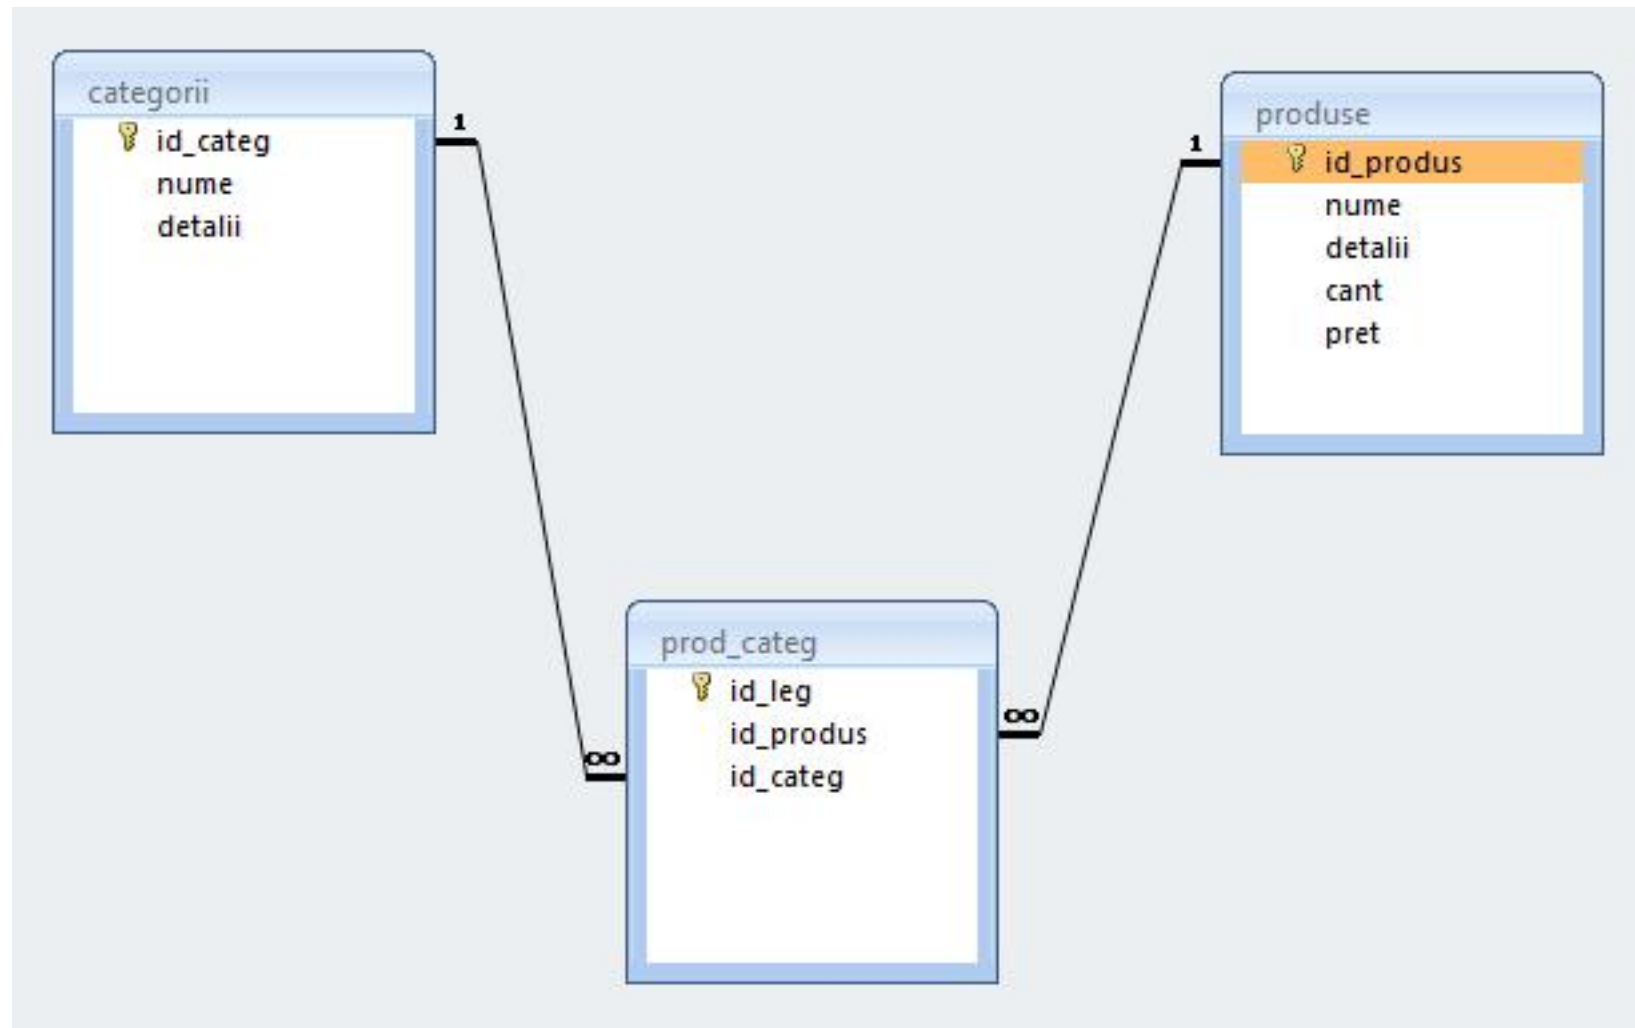 categorii
id_categ
nume
detalii
1
produse
id_produs
nume
detalii
cant
pret
1
prod_categ
id_leg
id_produs
id_categ
∞
∞